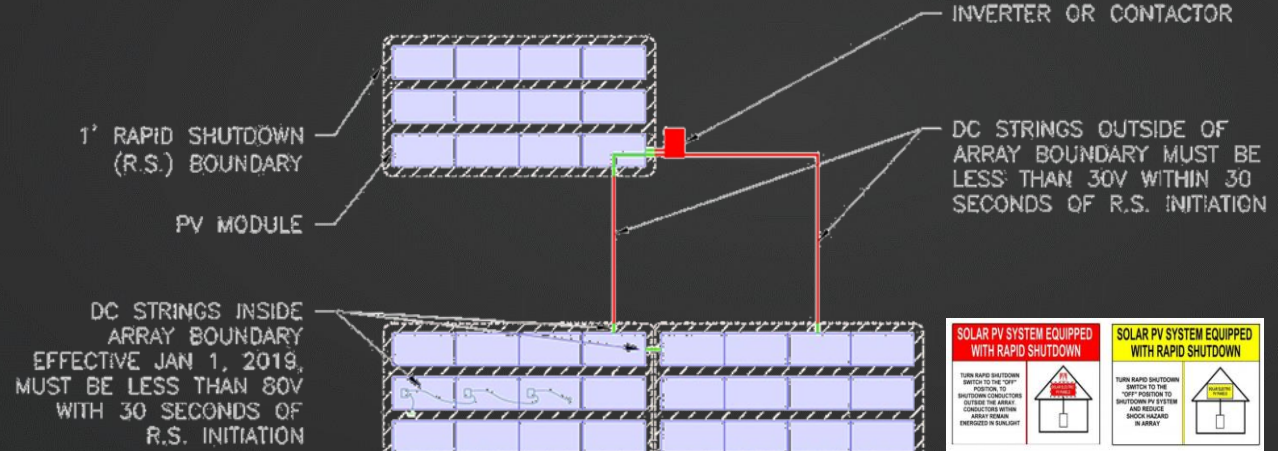 INVERTER OR CONTACTOR
1' RAPID SHUTDOWN
(R.S.) BOUNDARY
DC STRINGS OUTSIDE OF
ARRAY BOUNDARY MUST BE
LESS THAN 30V WITHIN 30
SECONDS OF R.S. INITIATION
PV MODULE
DC STRINGS INSIDE
ARRAY BOUNDARY
EFFECTIVE JAN 1, 2019,
MUST BE LESS THAN 80V
WITH 30 SECONDS OF
R.S. INITIATION
SOLAR PV SYSTEM EQUIPPED
WITH RAPID SHUTDOWN
TURN RAPID SHUTDOWN
SWITCH TO THE "OFF"
POSITION, TO
SHUTDOWN CONDUCTORS
OUTSIDE THE ARRAY.
CONDUCTORS WITHIN
ARRAY REMAIN
ENERGIZED IN SUNLIGHT
SOLAR PV SYSTEM EQUIPPED
WITH RAPID SHUTDOWN
TURN RAPID SHUTDOWN
SWITCH TO THE
"OFF" POSITION TO
SHUTDOWN PV SYSTEM
AND REDUCE
SHOCK HAZARD
IN ARRAY